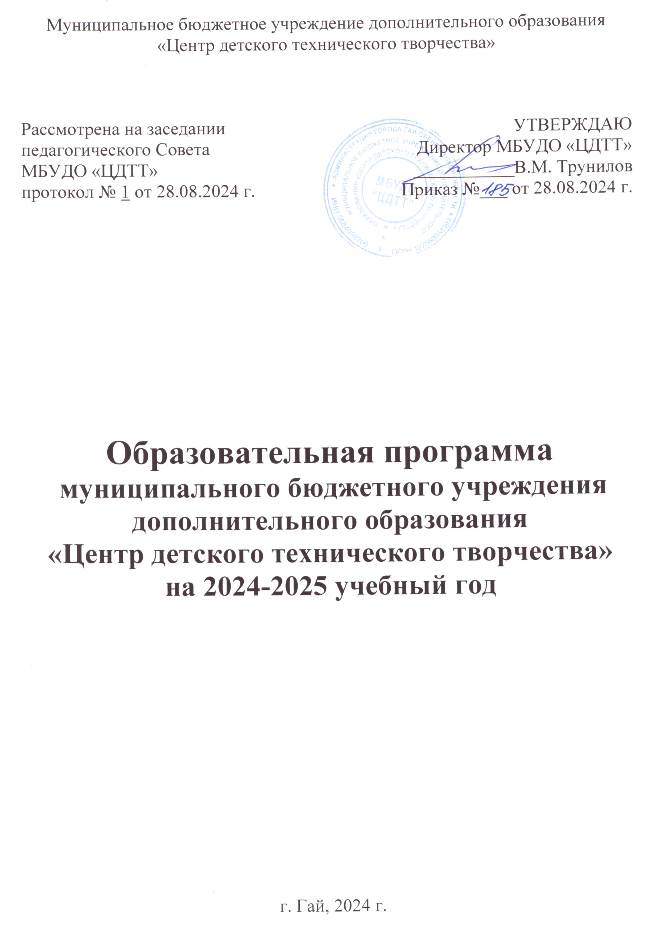 Муниципальное бюджетное учреждение дополнительного образования
«Центр детского технического творчества»
Рассмотрена на заседании
педагогического Совета
МБУДО «ЦДТТ»
протокол № 1 от 28.08.2024 г.
УТВЕРЖДАЮ
Директор МБУДО «ЦДТТ»
В.М. Трунилов
Приказ № 185 от 28.08.2024 г.
МБУДО
"ЦДТТ"
Образовательная программа
муниципального бюджетного учреждения
дополнительного образования
«Центр детского технического творчества»
на 2024-2025 учебный год
г. Гай, 2024 г.